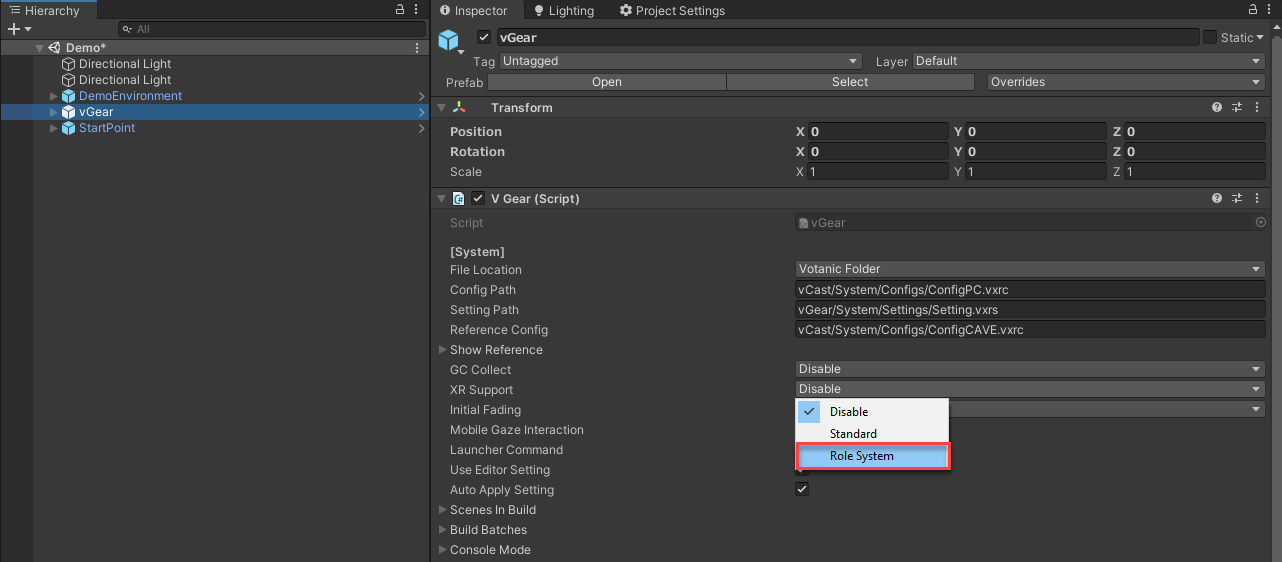 Hierarchy
All
Demo*
Directional Light
Directional Light
DemoEnvironment
vGear
StartPoint
Inspector Lighting Project Settings
vGear Static
Tag Untagged Layer Default
Prefab Open Select Overrides
Transform
Position X 0 Y 0 Z 0
Rotation X 0 Y 0 Z 0
Scale X 1 Y 1 Z 1
V Gear (Script)
Script vGear
[System]
File Location Votanic Folder
Config Path vCast/System/Configs/ConfigPC.vxrc
Setting Path vGear/System/Settings/Setting.vxrs
Reference Config vCast/System/Configs/ConfigCAVE.vxrc
Show Reference
GC Collect Disable
XR Support Disable
Initial Fading Disable
Mobile Gaze Interaction Standard
Launcher Command Role System
Use Editor Setting
Auto Apply Setting
Scenes In Build
Build Batches
Console Mode